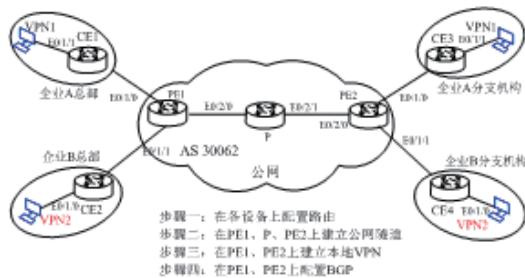 VPN1
CE1
E0/1/1
企业A总部
E0/1/0
PE1
E0/2/0
P
E0/2/1
PE2
E0/2/0
E0/1/0
CE3
E0/1/1
VPN1
企业A分支机构
AS 30062
公网
企业B总部
E0/1/1
CE2
E0/1/0
VPN2
E0/1/1
企业B分支机构
CE4
E0/1/0
VPN2
步骤一：在各设备上配置路由
步骤二：在PE1、P、PE2上建立公网隧道
步骤三，在PE1、PE2上建立本地VPN
步骤四：在PE1、PE2上配置BGP